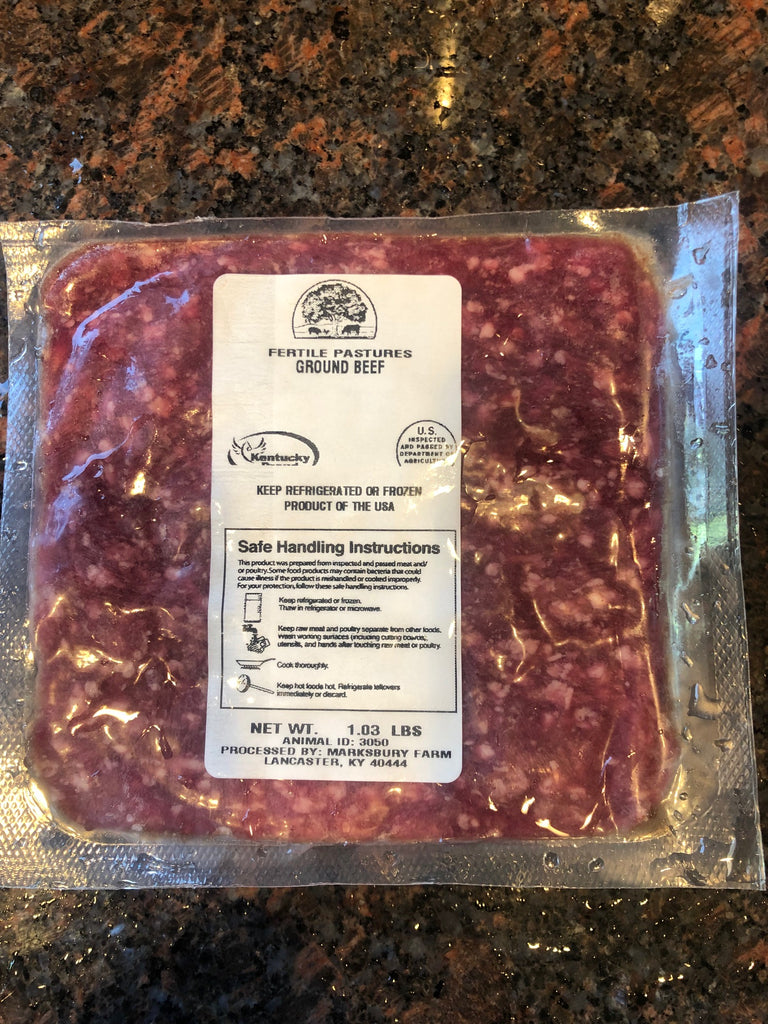 FERTILE PASTURES
GROUND BEEF
Kentucky
U.S.
INSPECTED
AND PASSED BY
DEPARTMENT OF
AGRICULTURE
KEEP REFRIGERATED OR FROZEN
PRODUCT OF THE USA
Safe Handling Instructions
This product was prepared from inspected and passed meat and/
or poultry. Some food products may contain bacteria that could
cause illness if the product is mishandled or cooked improperly.
For your protection, follow these safe handling instructions.
Keep refrigerated or frozen.
Thaw in refrigerator or microwave.
Keep raw meat and poultry separate from other foods.
Wash working surfaces (including cutting boards,
utensils, and hands after touching raw meat or poultry.
Cook thoroughly.
Keep hot foods hot. Refrigerate leftovers
immediately or discard.
NET WT. 1.03 LBS
ANIMAL ID: 3050
PROCESSED BY: MARKSBURY FARM
LANCASTER, KY 40444